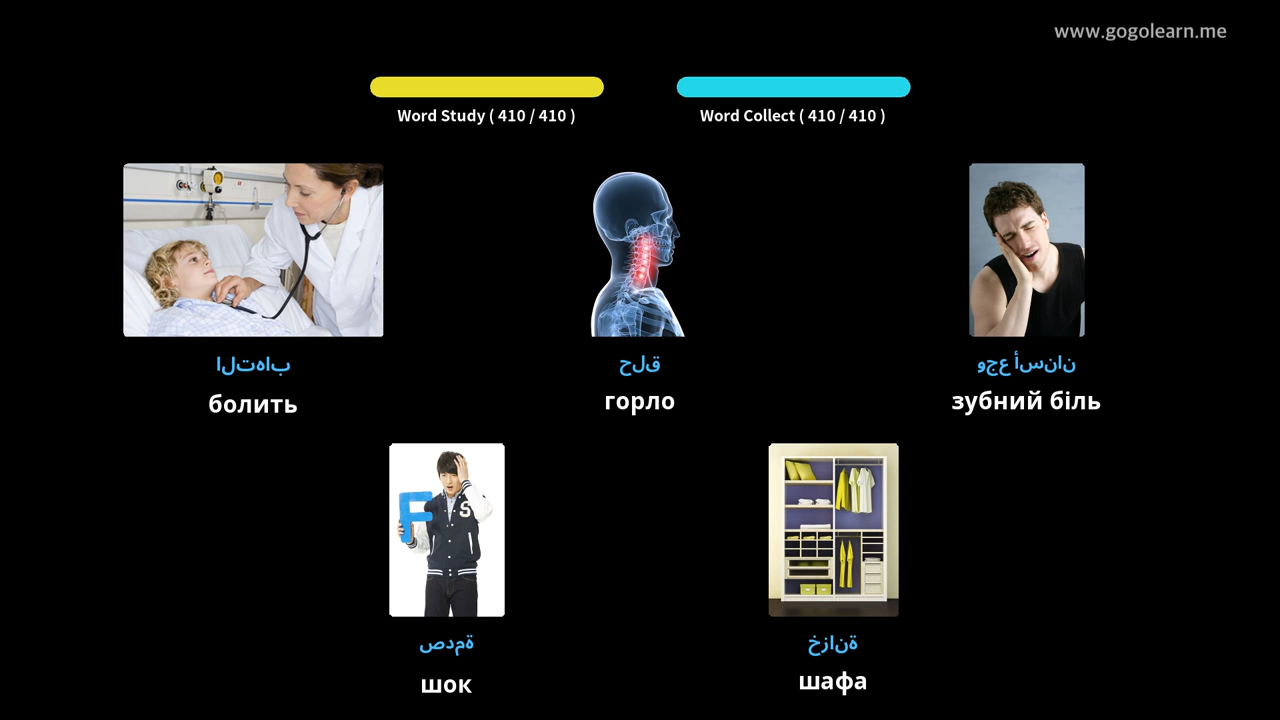 www.gogolearn.me
Word Study ( 410 / 410 )
Word Collect ( 410 / 410 )
التهاب
болить
حلق
горло
وجع أسنان
зубний біль
صدمة
шок
خزانة
шафа
F
S